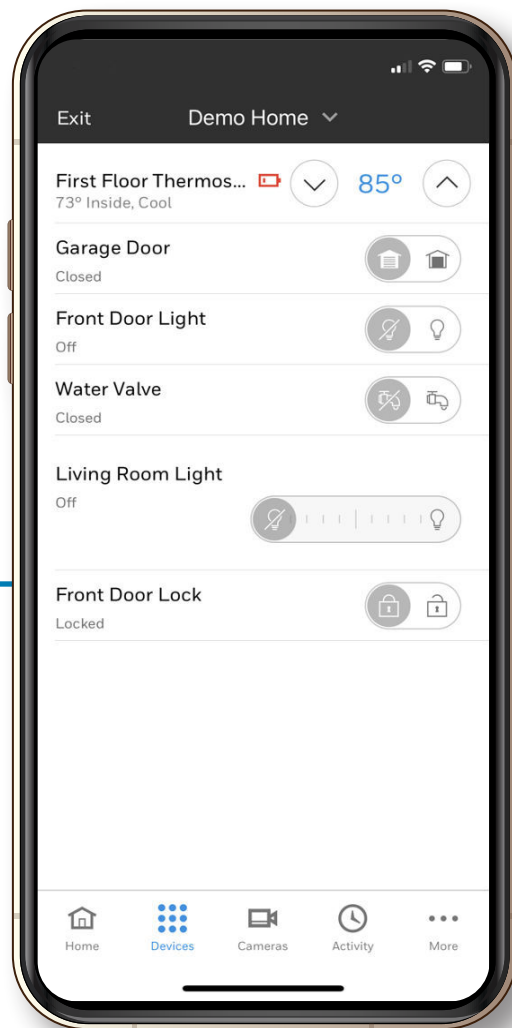 Exit
Demo Home
First Floor Thermos...
85°
73° Inside, Cool
Garage Door
Closed
Front Door Light
Off
Water Valve
Closed
Living Room Light
Off
Front Door Lock
Locked
Home
Devices
Cameras
Activity
More